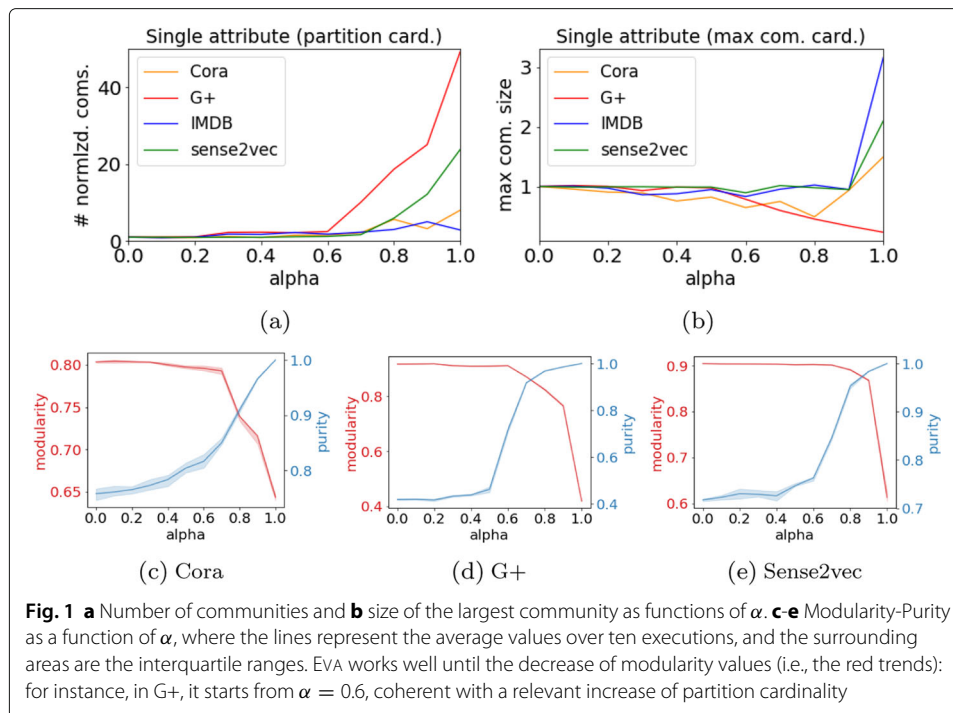 Single attribute (partition card.)
# normlzd. coms.
40
20
0
Cora
G+
IMDB
sense2vec
0.0 0.2 0.4 0.6 0.8 1.0
alpha
(a)
Single attribute (max com. card.)
max com. size
3
2
1
Cora
G+
IMDB
sense2vec
0.0 0.2 0.4 0.6 0.8 1.0
alpha
(b)
modularity
0.80
0.75
0.70
0.65
purity
1.0
0.9
0.8
0.0 0.2 0.4 0.6 0.8 1.0
alpha
(c) Cora
modularity
0.8
0.6
0.4
purity
1.0
0.8
0.6
0.4
0.0 0.2 0.4 0.6 0.8 1.0
alpha
(d) G+
modularity
0.9
0.8
0.7
0.6
purity
1.0
0.9
0.8
0.7
0.0 0.2 0.4 0.6 0.8 1.0
alpha
(e) Sense2vec
Fig. 1 a Number of communities and b size of the largest community as functions of α. c-e Modularity-Purity
as a function of α, where the lines represent the average values over ten executions, and the surrounding
areas are the interquartile ranges. EVA works well until the decrease of modularity values (i.e., the red trends):
for instance, in G+, it starts from α = 0.6, coherent with a relevant increase of partition cardinality